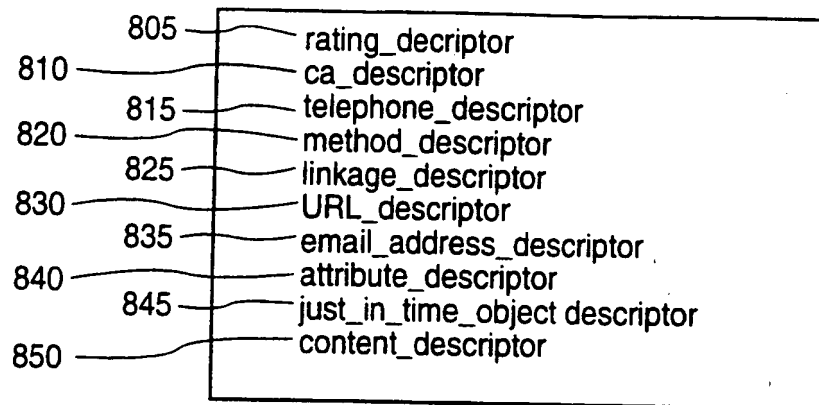 805 rating_decriptor
810 ca_descriptor
815 telephone_descriptor
820 method_descriptor
825 linkage_descriptor
830 URL_descriptor
835 email_address_descriptor
840 attribute_descriptor
845 just_in_time_object descriptor
850 content_descriptor